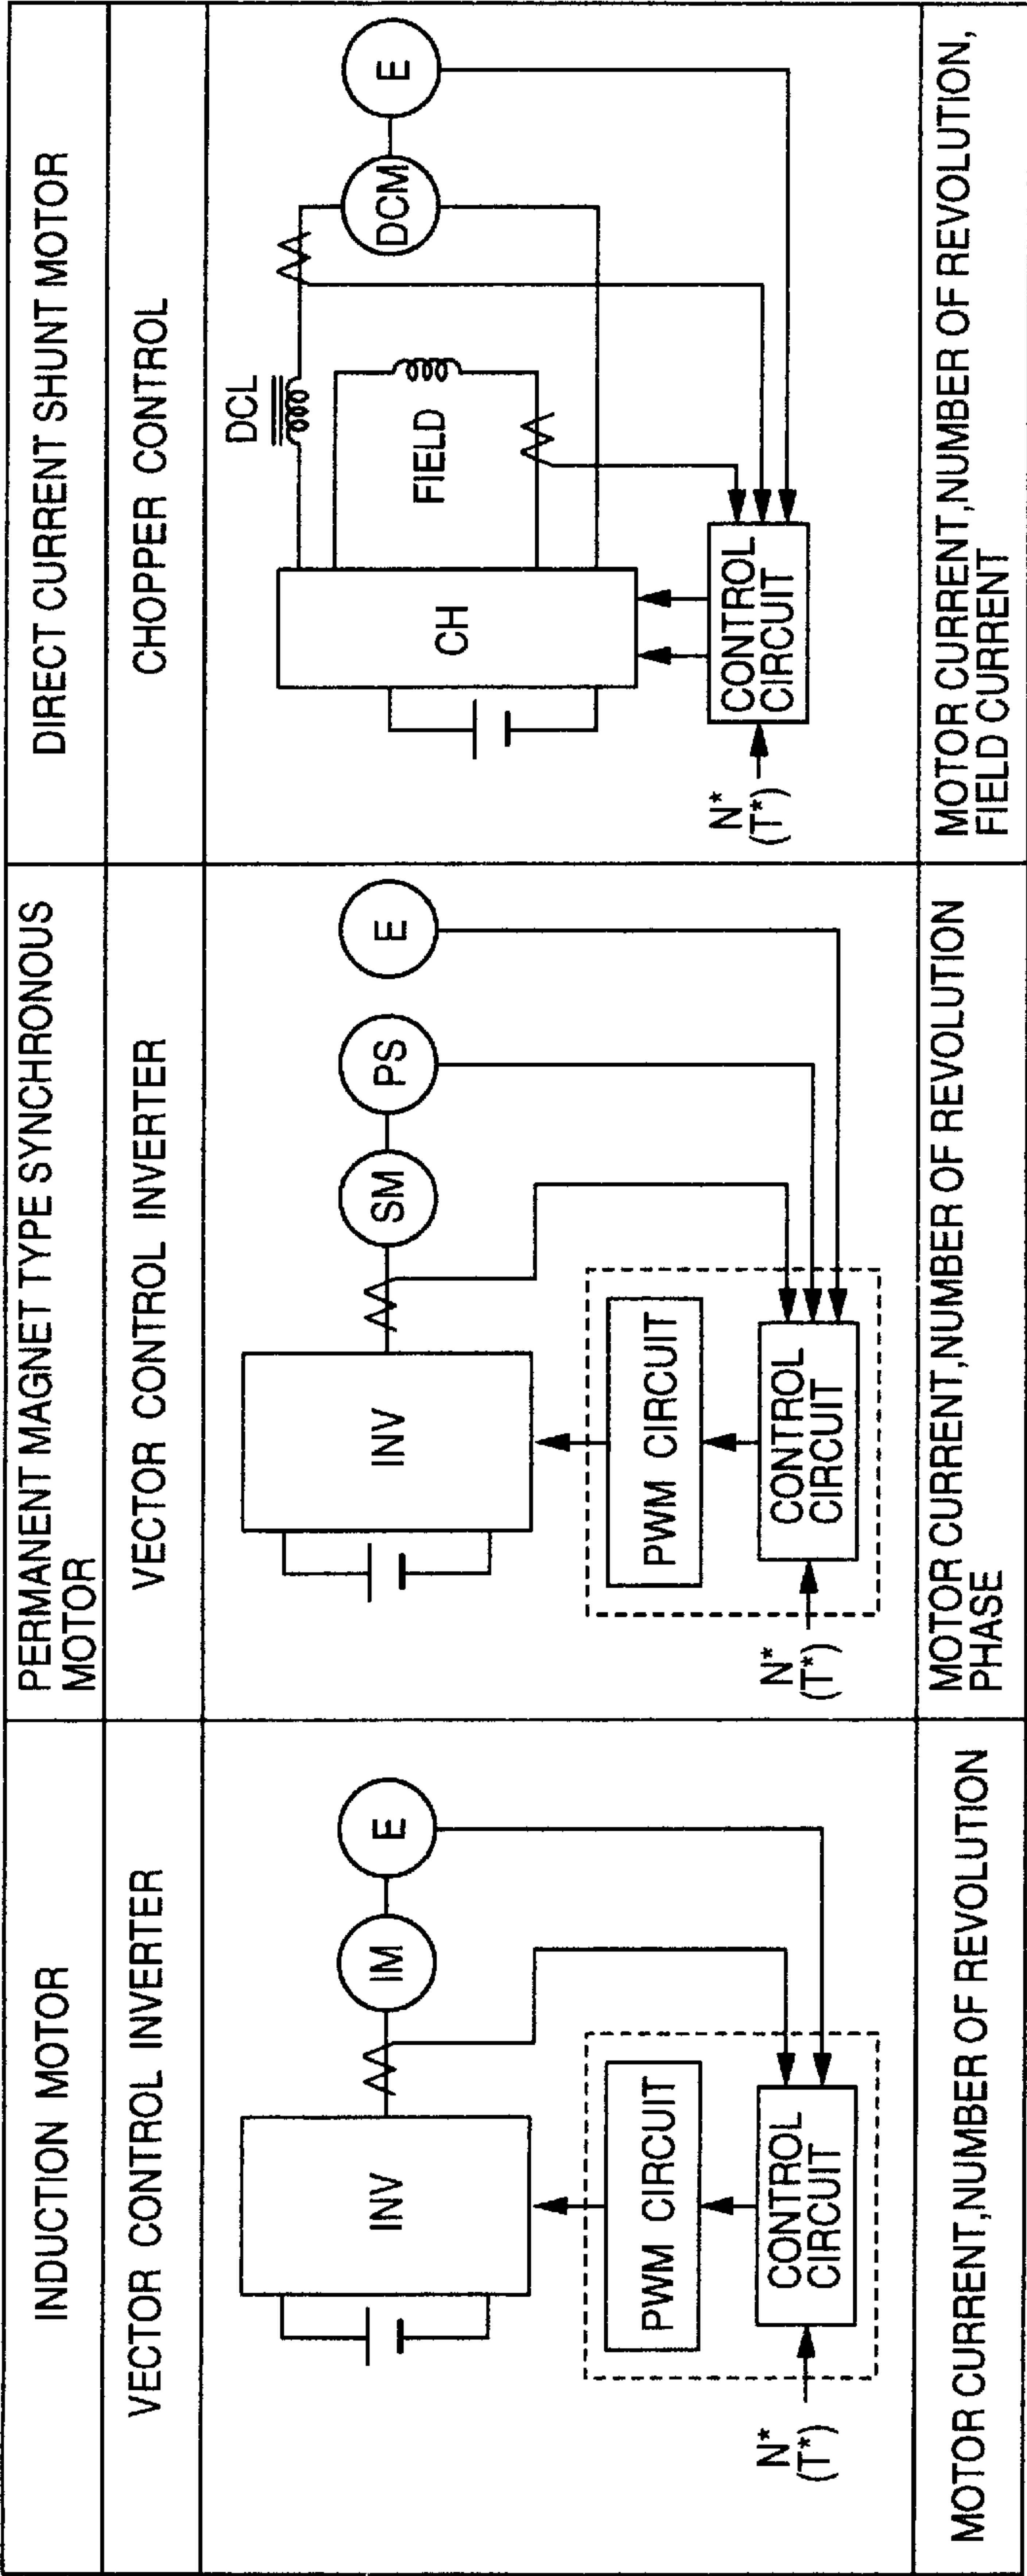 INDUCTION MOTOR
VECTOR CONTROL INVERTER
INV
IM
E
PWM CIRCUIT
CONTROL
CIRCUIT
N*
(T*)
MOTOR CURRENT,NUMBER OF REVOLUTION
PERMANENT MAGNET TYPE SYNCHRONOUS
MOTOR
VECTOR CONTROL INVERTER
INV
SM
PS
E
PWM CIRCUIT
CONTROL
CIRCUIT
N*
(T*)
MOTOR CURRENT,NUMBER OF REVOLUTION
PHASE
DIRECT CURRENT SHUNT MOTOR
CHOPPER CONTROL
DCL
CH
FIELD
DCM
E
CONTROL
CIRCUIT
N*
(T*)
MOTOR CURRENT,NUMBER OF REVOLUTION,
FIELD CURRENT